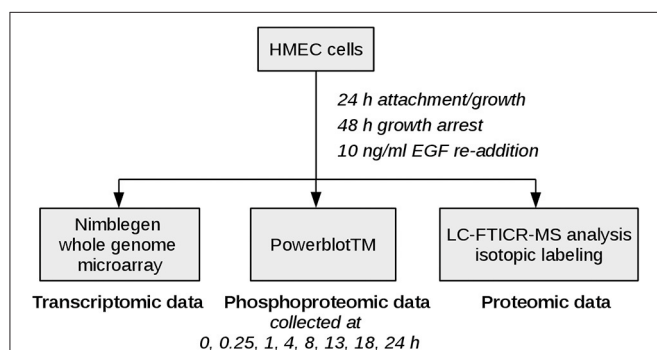 HMEC cells
24 h attachment/growth
48 h growth arrest
10 ng/ml EGF re-addition
Nimblegen
whole genome
microarray
PowerblotTM
LC-FTICR-MS analysis
isotopic labeling
Transcriptomic data
Phosphoproteomic data
Proteomic data
collected at
0, 0.25, 1, 4, 8, 13, 18, 24 h